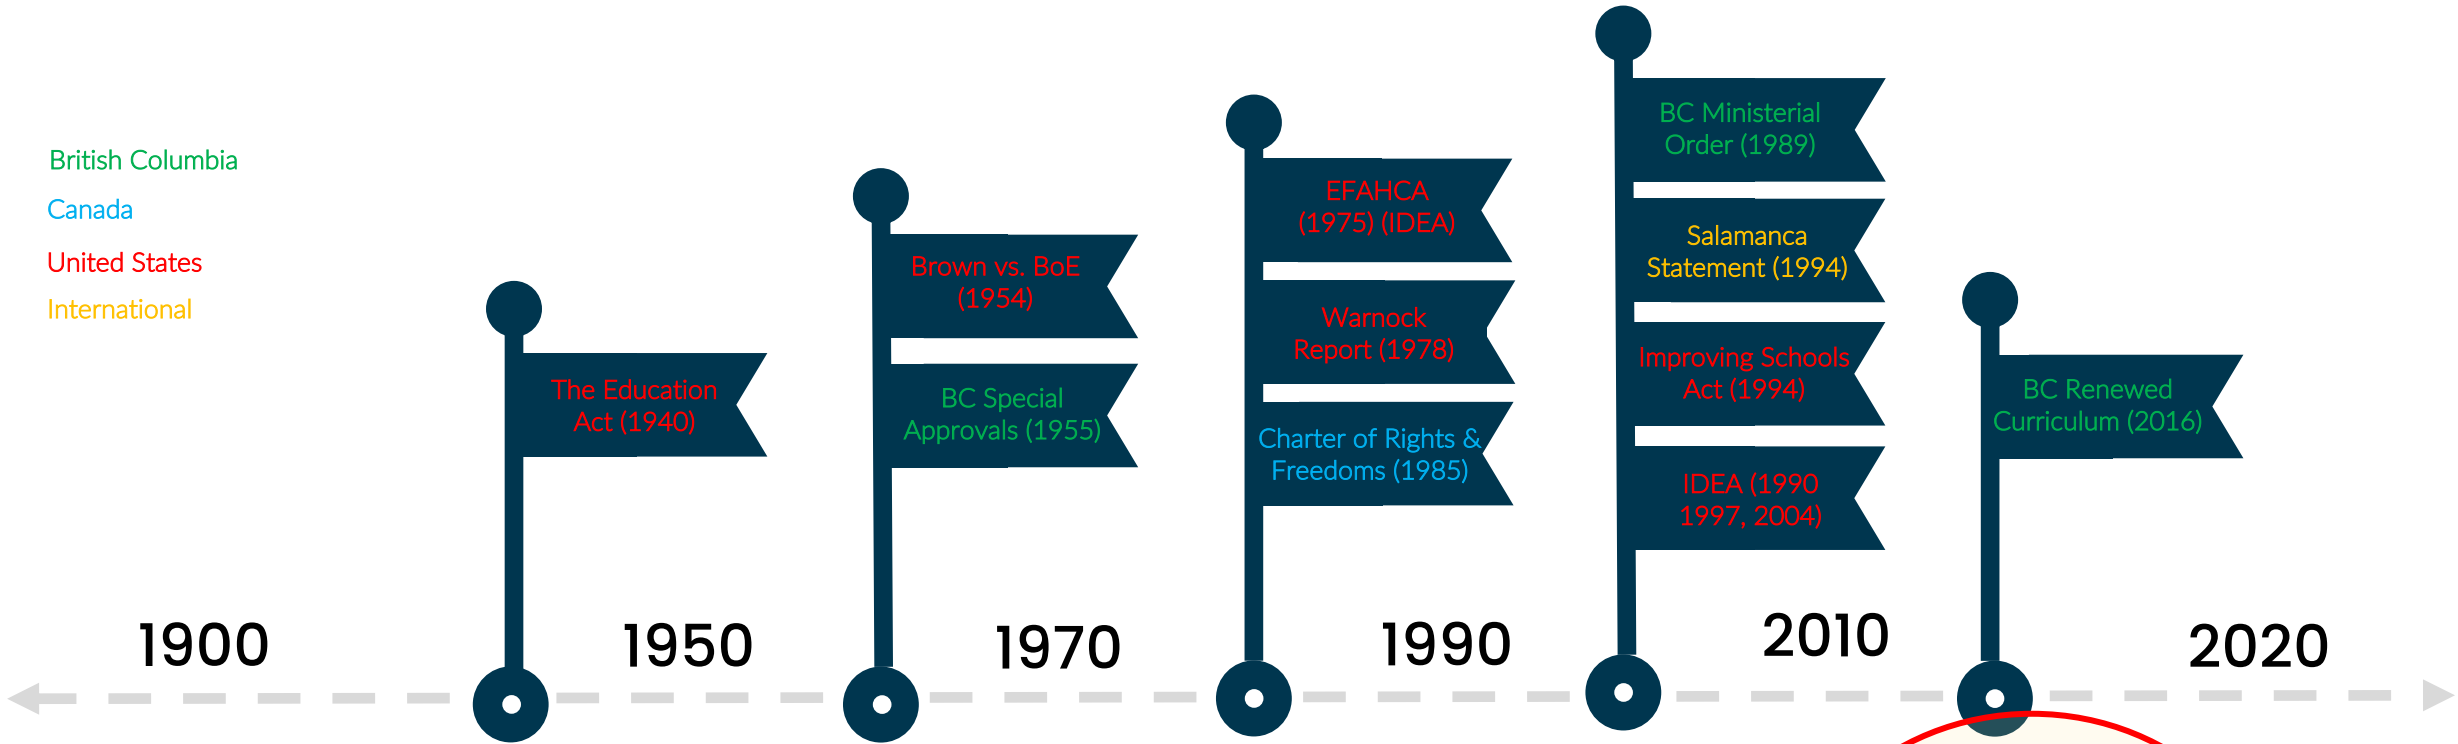 British Columbia
Canada
United States
International
The Education
Act (1940)
Brown vs. BoE
(1954)
BC Special
Approvals (1955)
EFAHCA
(1975) (IDEA)
Warnock
Report (1978)
Charter of Rights &
Freedoms (1985)
BC Ministerial
Order (1989)
Salamanca
Statement (1994)
Improving Schools
Act (1994)
IDEA (1990
1997, 2004)
BC Renewed
Curriculum (2016)
1900
1950
1970
1990
2010
2020